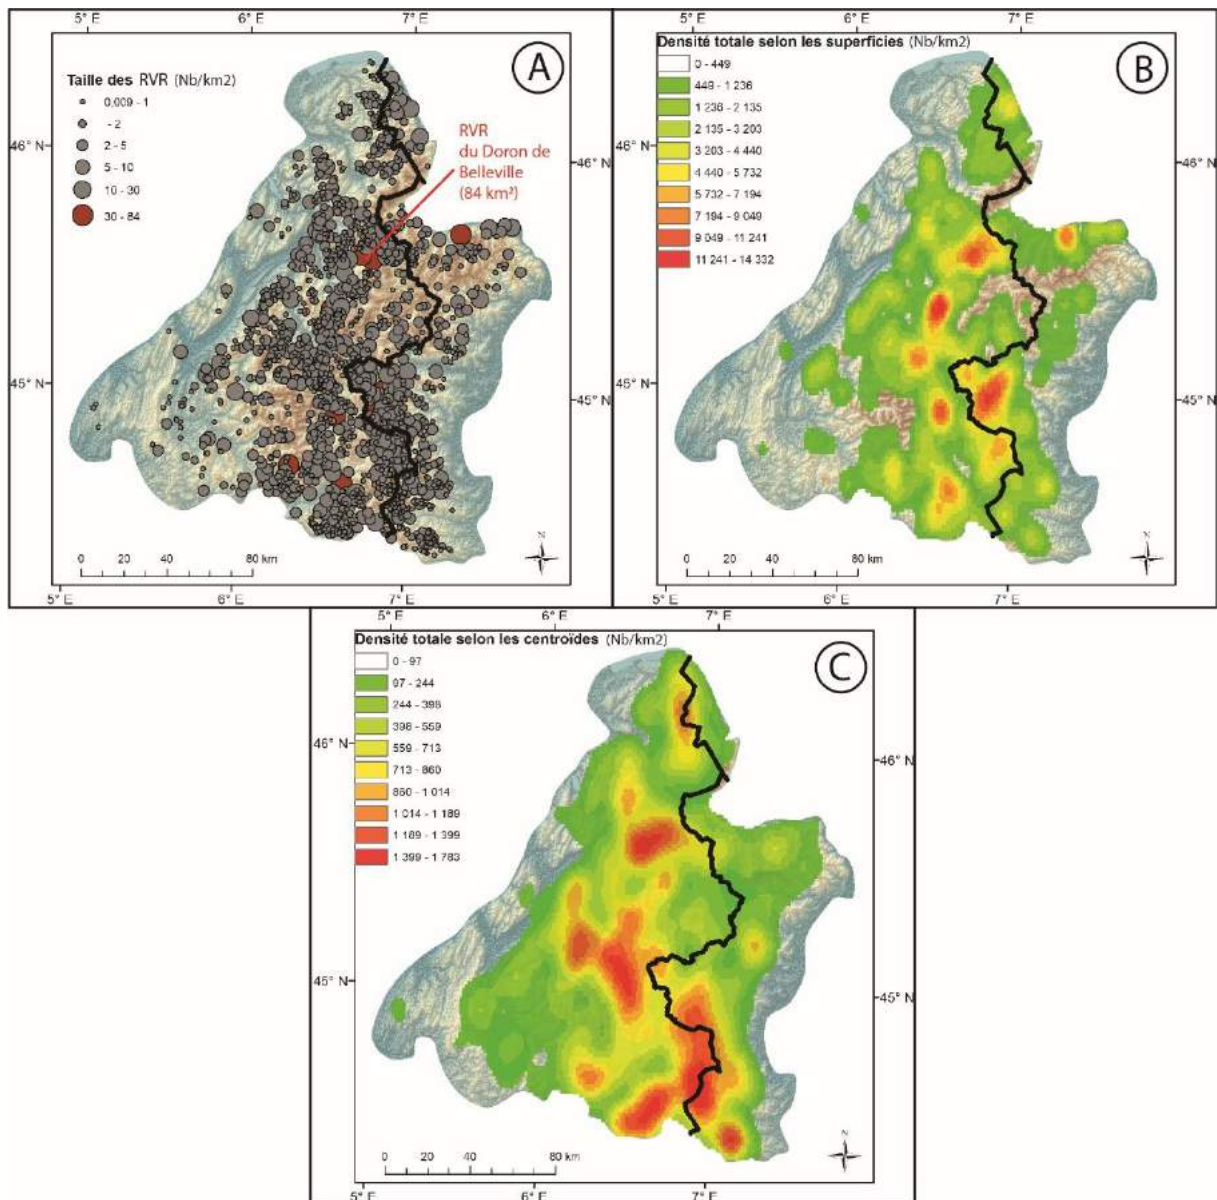 5° E 6° E 7° E
A
Taille des RVR (Nb/km2)
0,009 - 1
- 2
2 - 5
5 - 10
10 - 30
30 - 84
RVR
du Doron de
Belleville
(84 km²)
46° N 46° N
45° N 45° N
N
0 20 40 80 km
5° E 6° E 7° E
5° E 6° E 7° E
B
Densité totale selon les superficies (Nb/km2)
0 - 449
449 - 1 236
1 236 - 2 135
2 135 - 3 203
3 203 - 4 440
4 440 - 5 732
5 732 - 7 194
7 194 - 9 049
9 049 - 11 241
11 241 - 14 332
46° N
45° N
N
0 20 40 80 km
5° E 6° E 7° E
5° E 6° E 7° E
C
Densité totale selon les centroïdes (Nb/km2)
0 - 97
97 - 244
244 - 398
398 - 559
559 - 713
713 - 860
860 - 1 014
1 014 - 1 189
1 189 - 1 399
1 399 - 1 783
46° N 46° N
45° N 45° N
N
0 20 40 80 km
5° E 6° E 7° E